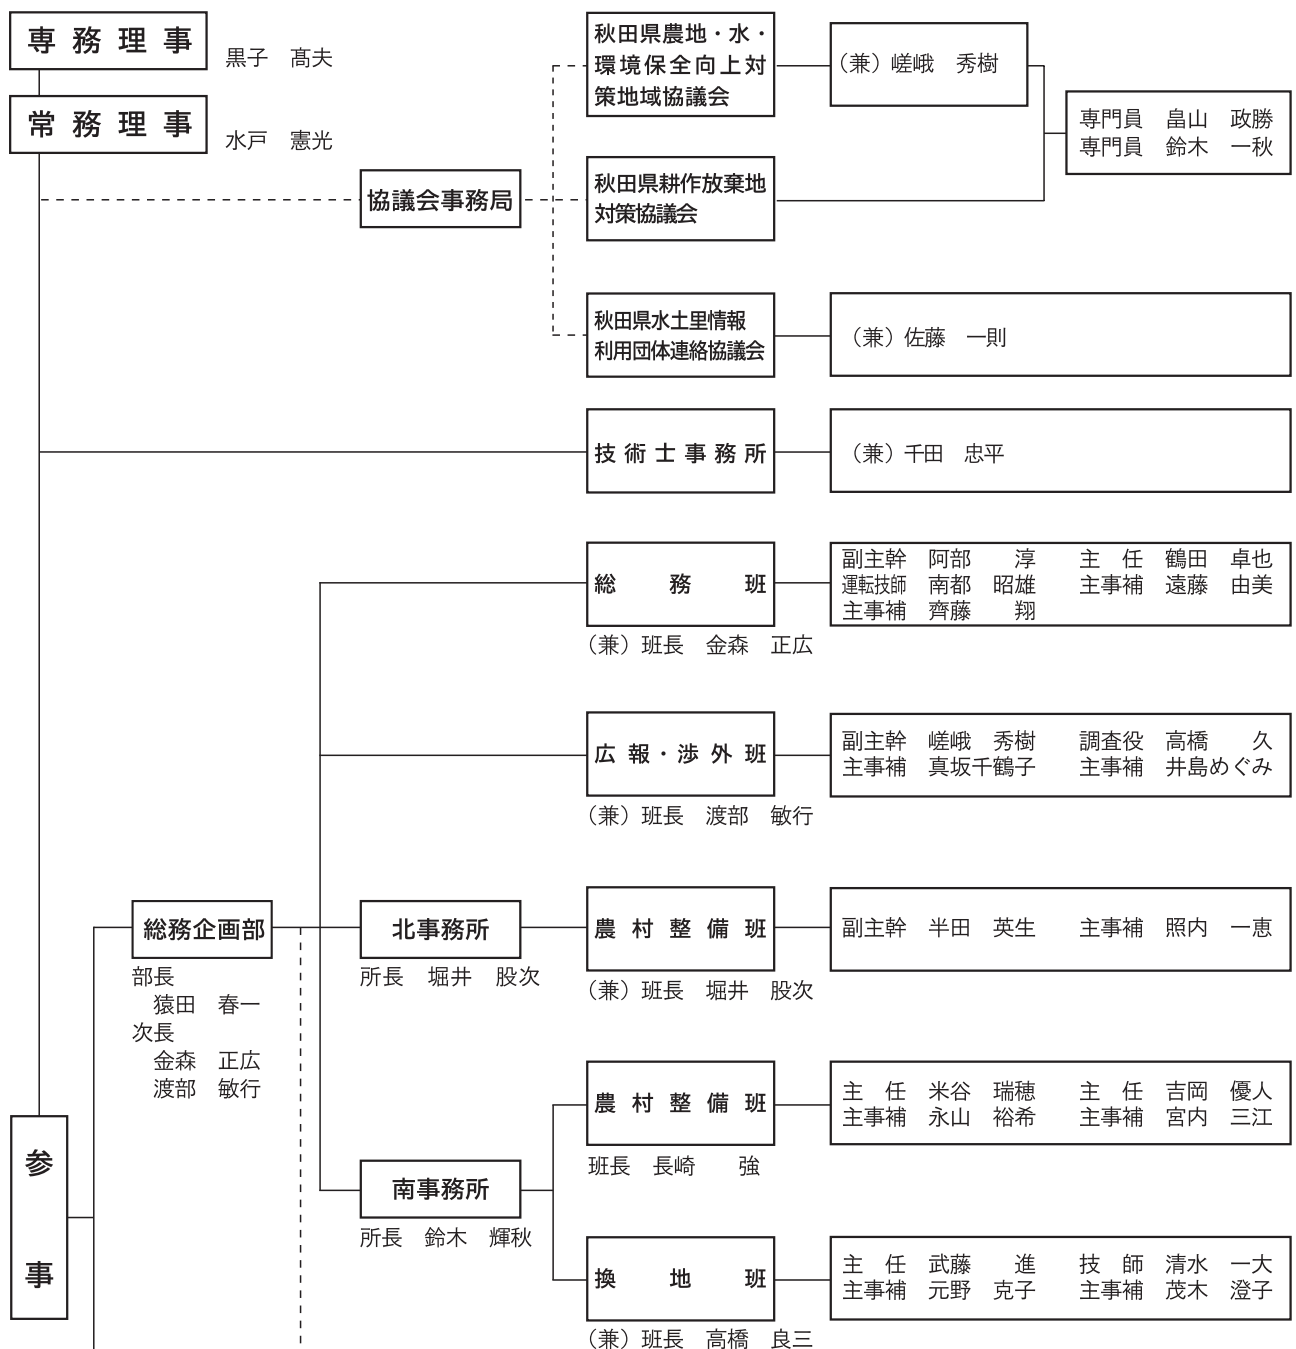 専務理事
黒子　髙夫
常務理事
水戸　憲光
協議会事務局
秋田県農地・水・
環境保全向上対
策地域協議会
（兼）嵯峨　秀樹
専門員　畠山　政勝
専門員　鈴木　一秋
秋田県耕作放棄地
対策協議会
秋田県水土里情報
利用団体連絡協議会
（兼）佐藤　一則
技術士事務所
（兼）千田　忠平
総務班
（兼）班長　金森　正広
副主幹　阿部　　淳　　主　任　鶴田　卓也
運転技師　南都　昭雄　　主事補　遠藤　由美
主事補　齊藤　　翔
広報・渉外班
（兼）班長　渡部　敏行
副主幹　嵯峨　秀樹　　調査役　高橋　　久
主事補　真坂千鶴子　　主事補　井島めぐみ
総務企画部
部長
猿田　春一
次長
金森　正広
渡部　敏行
北事務所
所長　堀井　股次
農村整備班
（兼）班長　堀井　股次
副主幹　半田　英生　　主事補　照内　一恵
農村整備班
班長　長崎　　強
主　任　米谷　瑞穂　　主　任　吉岡　優人
主事補　永山　裕希　　主事補　宮内　三江
南事務所
所長　鈴木　輝秋
換地班
（兼）班長　高橋　良三
主　任　武藤　　進　　技　師　清水　一大
主事補　元野　克子　　主事補　茂木　澄子
参事